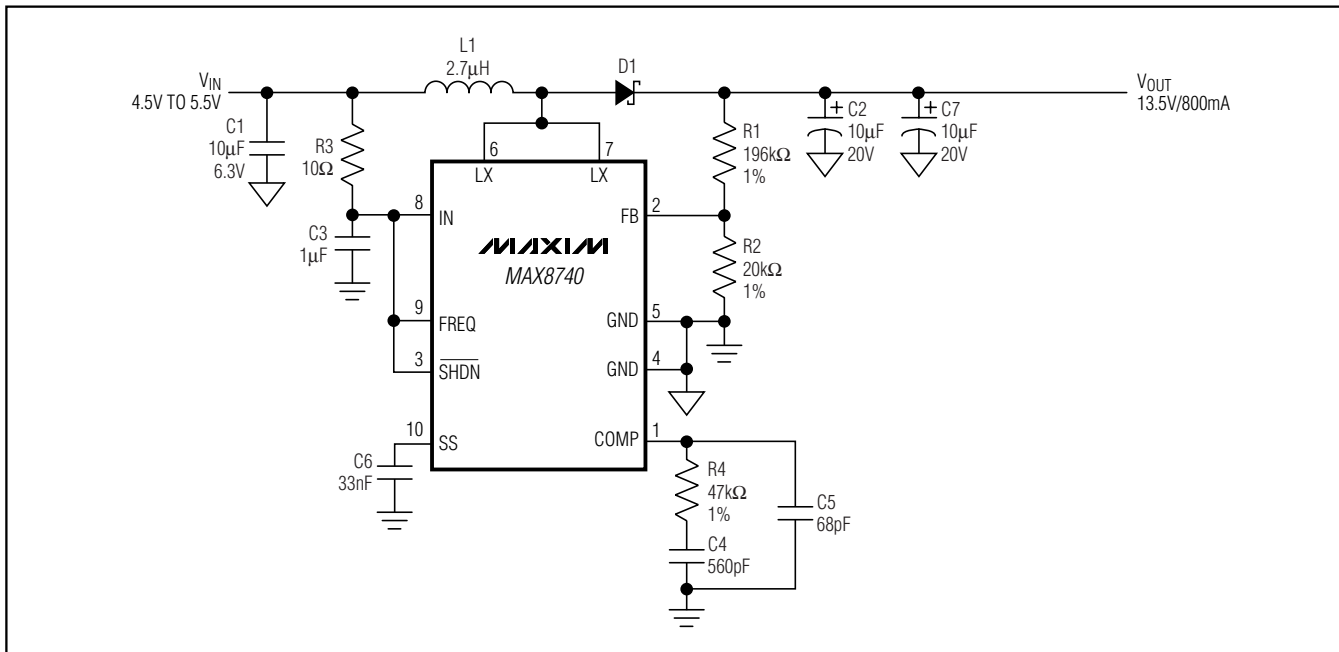 L1
2.7μH
D1
VIN
4.5V TO 5.5V
VOUT
13.5V/800mA
C1
10μF
6.3V
R3
10Ω
6
LX
7
LX
R1
196kΩ
1%
+ C2
10μF
20V
+ C7
10μF
20V
8
IN
2
FB
C3
1μF
MAXIM
MAX8740
R2
20kΩ
1%
9
FREQ
5
GND
3
SHDN
4
GND
10
SS
1
COMP
C6
33nF
R4
47kΩ
1%
C5
68pF
C4
560pF